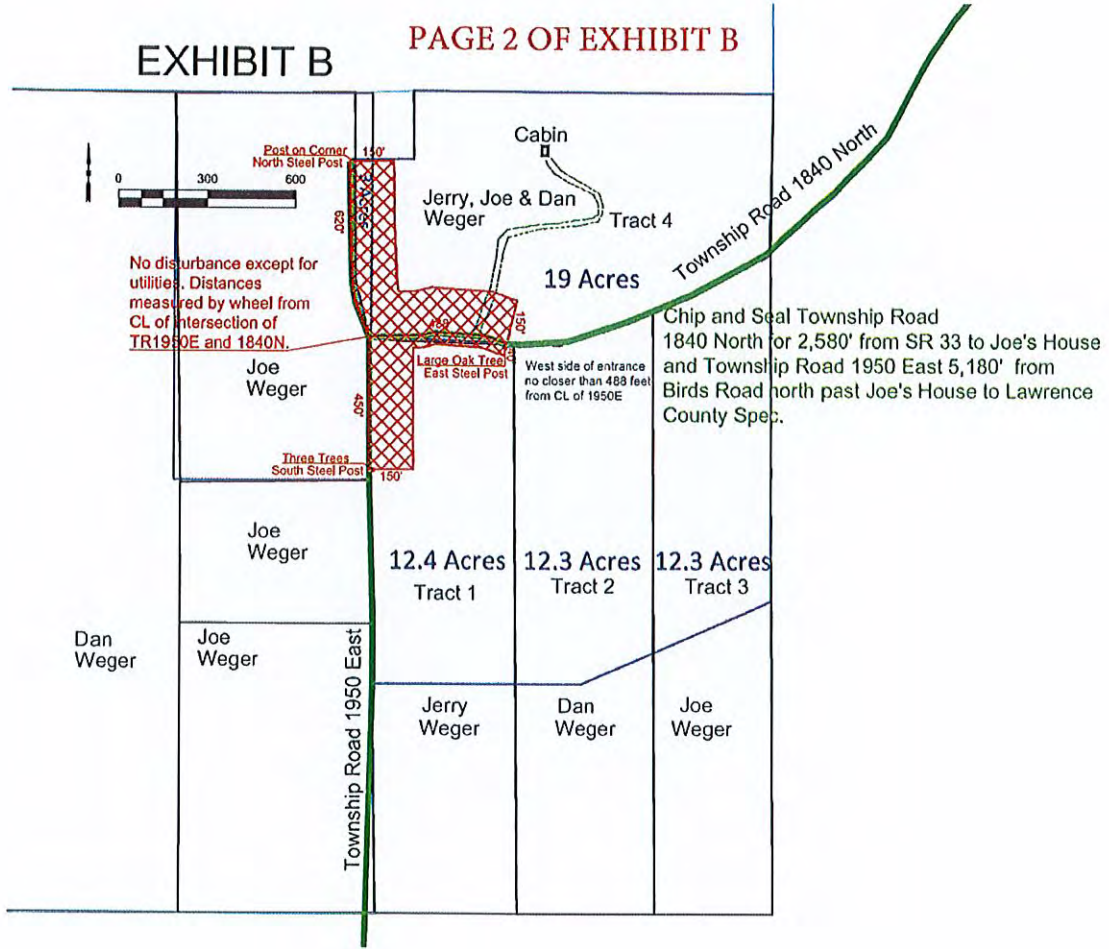 EXHIBIT B
PAGE 2 OF EXHIBIT B
Post on Corner
North Steel Post
150'
0 300 600
620'
Cabin
Jerry, Joe & Dan
Weger
Tract 4
19 Acres
Township Road 1840 North
No disturbance except for
utilities. Distances
measured by wheel from
CL of intersection of
TR1950E and 1840N.
488'
150'
Large Oak Tree
East Steel Post
West side of entrance
no closer than 488 feet
from CL of 1950E
Chip and Seal Township Road
1840 North for 2,580' from SR 33 to Joe's House
and Township Road 1950 East 5,180' from
Birds Road north past Joe's House to Lawrence
County Spec.
Joe
Weger
450'
Three Trees
South Steel Post
150'
Joe
Weger
12.4 Acres
Tract 1
12.3 Acres
Tract 2
12.3 Acres
Tract 3
Dan
Weger
Joe
Weger
Township Road 1950 East
Jerry
Weger
Dan
Weger
Joe
Weger